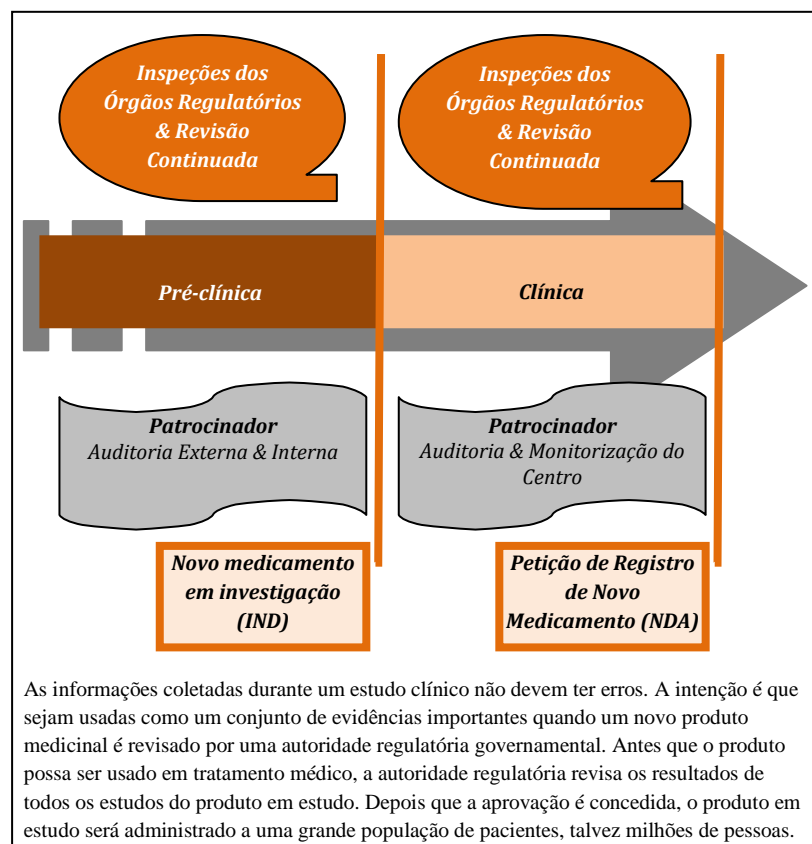 Inspeções dos
Órgãos Regulatórios
& Revisão
Continuada
Inspeções dos
Órgãos Regulatórios
& Revisão
Continuada
Pré-clínica
Clínica
Patrocinador
Auditoria Externa & Interna
Patrocinador
Auditoria & Monitorização do
Centro
Novo medicamento
em investigação
(IND)
Petição de Registro
de Novo
Medicamento (NDA)
As informações coletadas durante um estudo clínico não devem ter erros. A intenção é que
sejam usadas como um conjunto de evidências importantes quando um novo produto
medicinal é revisado por uma autoridade regulatória governamental. Antes que o produto
possa ser usado em tratamento médico, a autoridade regulatória revisa os resultados de
todos os estudos do produto em estudo. Depois que a aprovação é concedida, o produto em
estudo será administrado a uma grande população de pacientes, talvez milhões de pessoas.